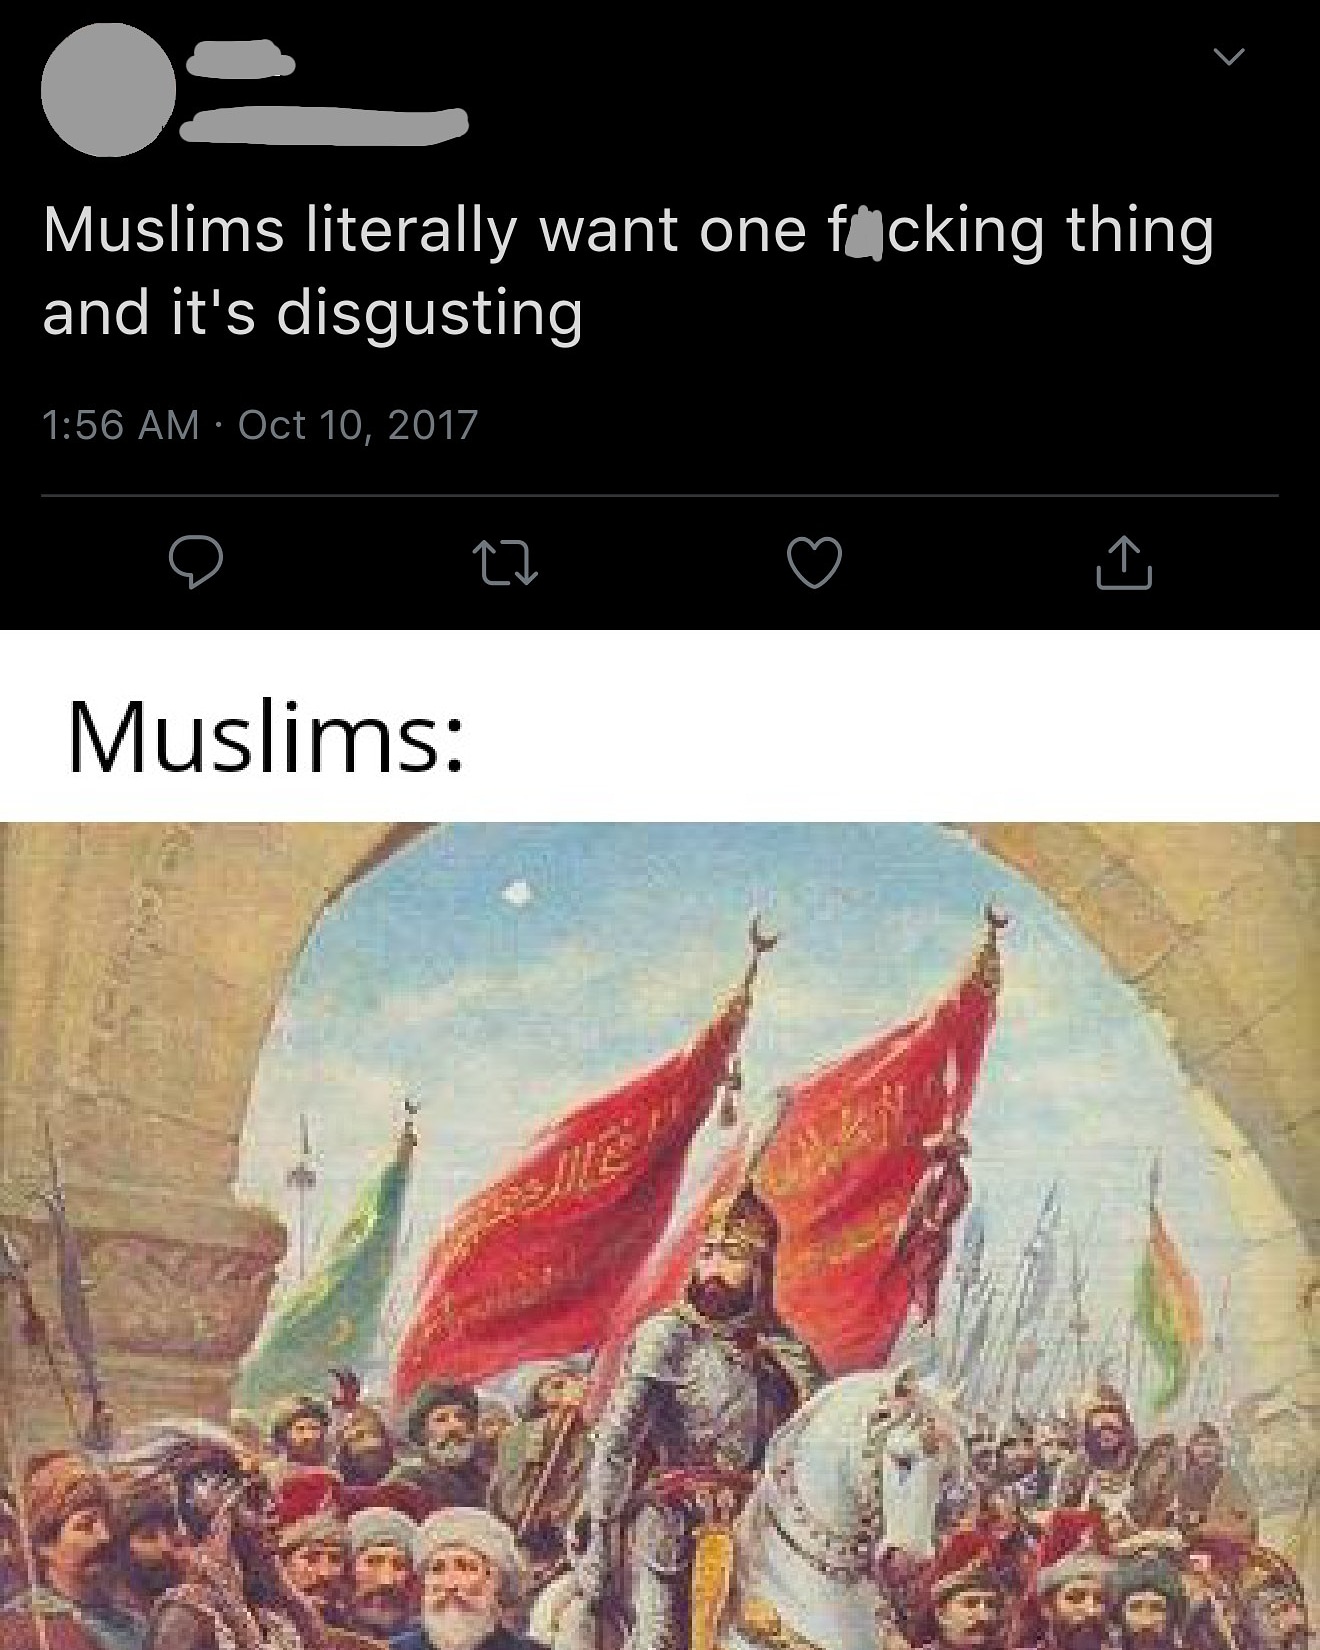 Muslims literally want one f cking thing
and it's disgusting
1:56 AM · Oct 10, 2017
Muslims: